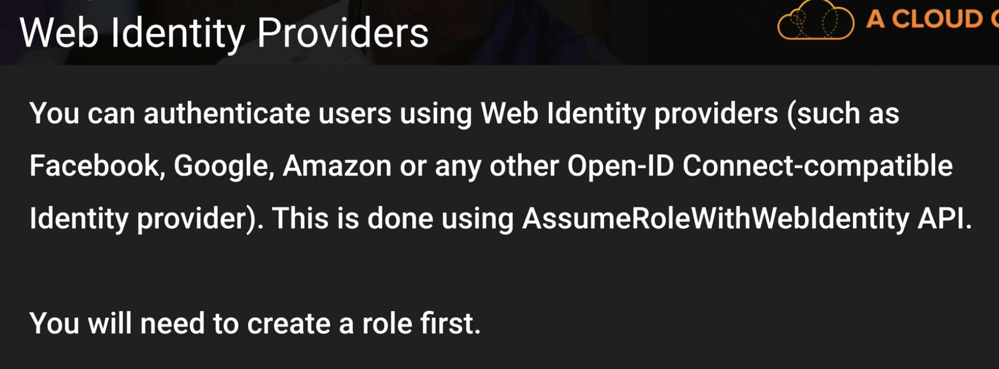 Web Identity Providers
A CLOUD
You can authenticate users using Web Identity providers (such as
Facebook, Google, Amazon or any other Open-ID Connect-compatible
Identity provider). This is done using AssumeRoleWithWebIdentity API.
You will need to create a role first.